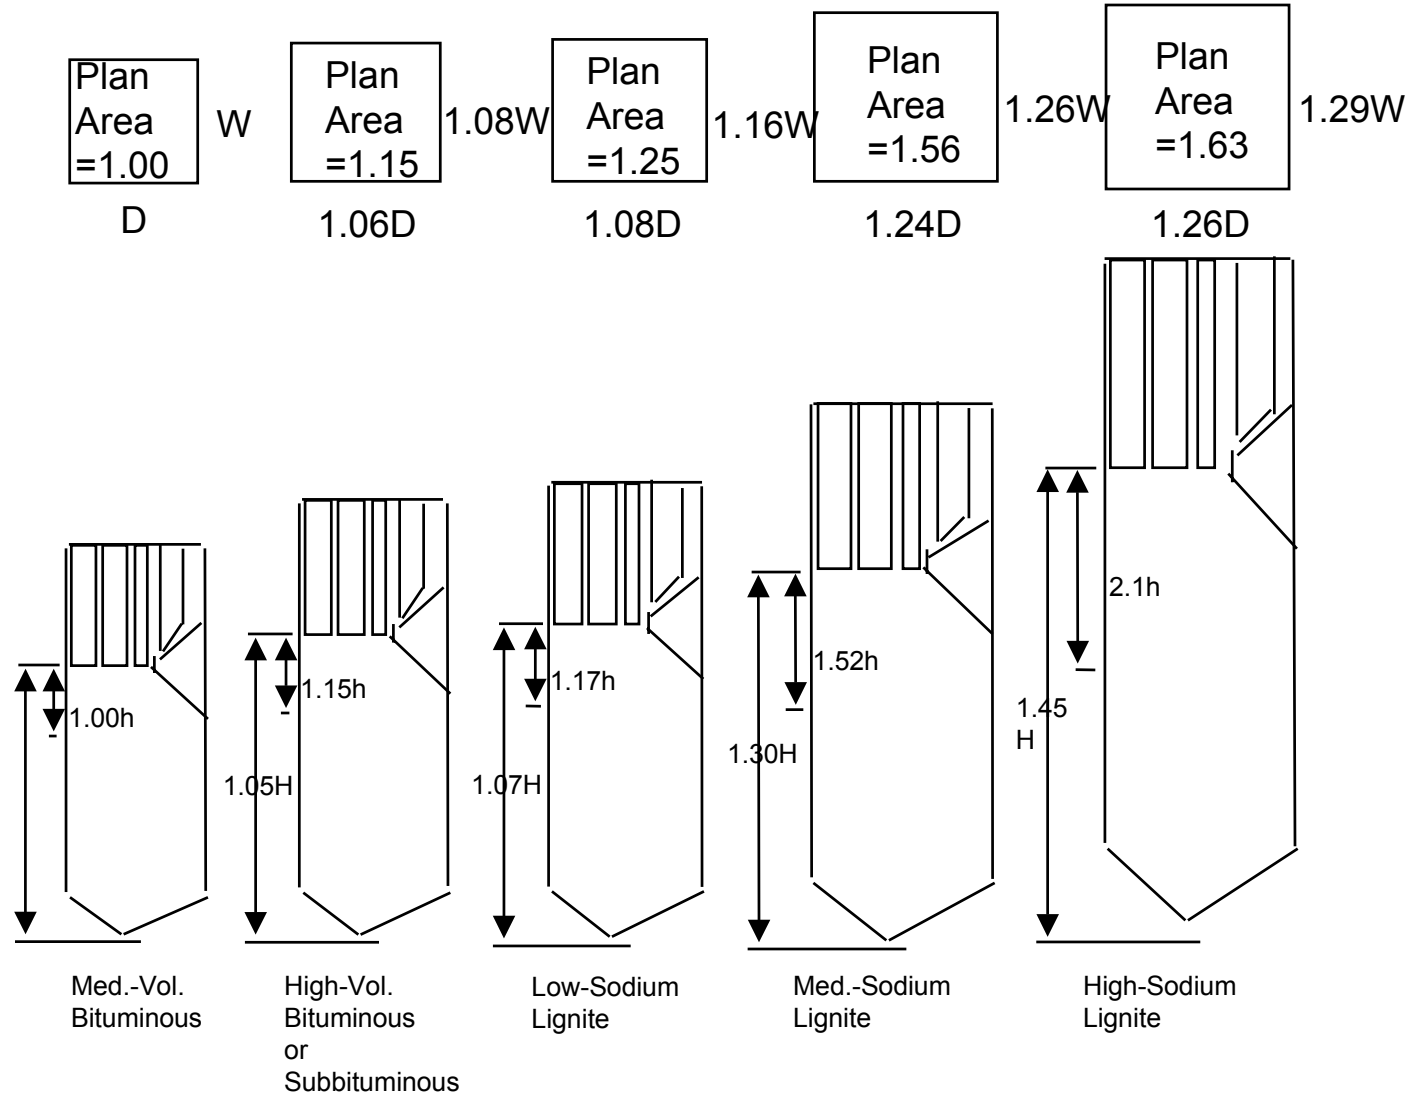 Plan
Area
=1.00
W
D
Plan
Area
=1.15
1.08W
1.06D
Plan
Area
=1.25
1.16W
1.08D
Plan
Area
=1.56
1.26W
1.24D
Plan
Area
=1.63
1.29W
1.26D
1.00h
1.15h
1.05H
1.17h
1.07H
1.52h
1.30H
2.1h
1.45
H
Med.-Vol.
Bituminous
High-Vol.
Bituminous
or
Subbituminous
Low-Sodium
Lignite
Med.-Sodium
Lignite
High-Sodium
Lignite